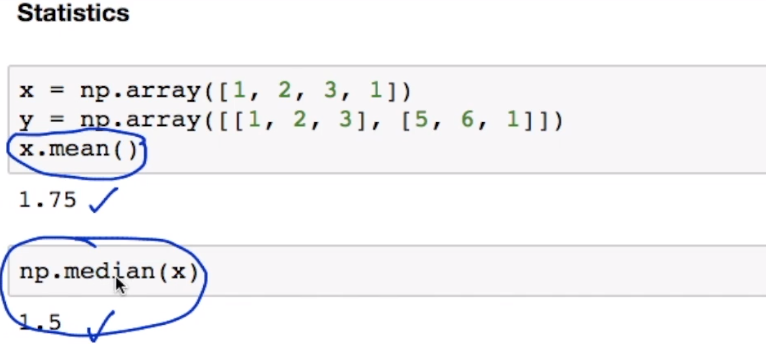 Statistics
x = np.array([1, 2, 3, 1])
y = np.array([[1, 2, 3], [5, 6, 1]])
x.mean()
1.75
np.median(x)
1.5